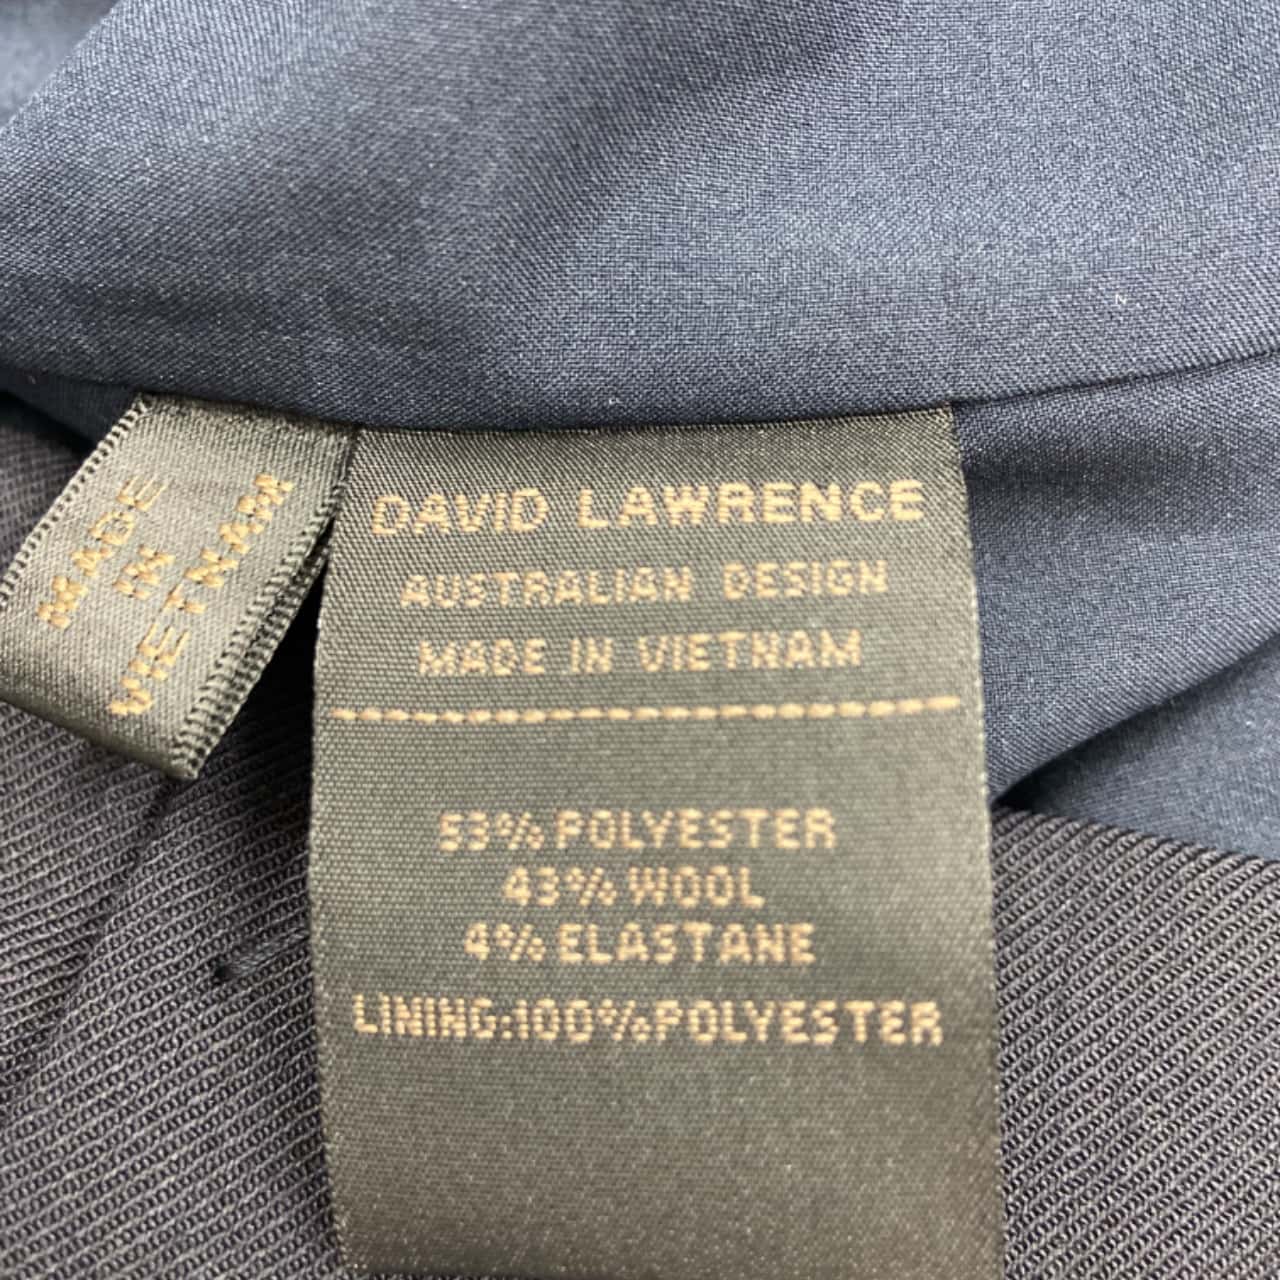 MADE
IN
VIETNAM
DAVID LAWRENCE
AUSTRALIAN DESIGN
MADE IN VIETNAM
53% POLYESTER
43% WOOL
4% ELASTANE
LINING:100%POLYESTER